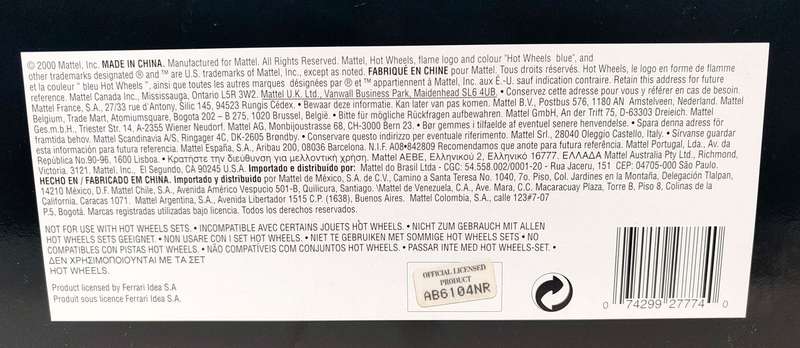 © 2000 Mattel, Inc. MADE IN CHINA. Manufactured for Mattel. All Rights Reserved. Mattel, Hot Wheels, flame logo and colour "Hot Wheels blue", and
other trademarks designated ® and ™ are U.S. trademarks of Mattel, Inc., except as noted. FABRIQUÉ EN CHINE pour Mattel. Tous droits réservés. Hot Wheels, le logo en forme de flamme
et la couleur " bleu Hot Wheels ", ainsi que toutes les autres marques désignées par ® et ™ appartiennent à Mattel, Inc. aux É.-U. sauf indication contraire. Retain this address for future
reference. Mattel Canada Inc., Mississauga, Ontario L5R 3W2. Mattel U.K. Ltd., Vanwall Business Park, Maidenhead SL6 4UB. • Conservez cette adresse pour vous y référer en cas de besoin.
Mattel France S.A., 27/33 rue d'Antony, Silic 145, 94523 Rungis Cédex. • Bewaar deze informatie. Kan later van pas komen. Mattel B.V., Postbus 576, 1180 AN Amstelveen, Nederland. Mattel
Belgium, Trade Mart, Atomiumsquare, Bogota 202 – B 275, 1020 Brussel, België. • Bitte für mögliche Rückfragen aufbewahren. Mattel GmbH, An der Trift 75, D-63303 Dreieich. Mattel
Ges.m.b.H., Triester Str. 14, A-2355 Wiener Neudorf. Mattel AG, Monbijoustrasse 68, CH-3000 Bern 23. • Bør gemmes i tilfælde af eventuel senere henvendelse. • Spara denna adress för
framtida behov. Mattel Scandinavia A/S, Ringager 4C, DK-2605 Brøndby. • Conservare questo indirizzo per eventuale riferimento. Mattel Srl., 28040 Oleggio Castello, Italy. • Sírvanse guardar
esta información para futura referencia. Mattel España, S.A., Aribau 200, 08036 Barcelona. N.I.F. A08•842809 Recomendamos que anote para futura referência. Mattel Portugal, Lda., Av. da
República No.90-96, 1600 Lisboa. • Κρατήστε την διεύθυνση για μελλοντική χρήση. Mattel AEBE, Ελληνικού 2, Ελληνικό 16777. ΕΛΛΑΔΑ Mattel Australia Pty Ltd., Richmond,
Victoria, 3121. Mattel, Inc. El Segundo, CA 90245 U.S.A. Importado e distribuído por: Mattel do Brasil Ltda - CGC: 54.558.002/0001-20 - Rua Jaceru, 151 CEP: 04705-000 São Paulo.
HECHO EN / FABRICADO EM CHINA. Importado y distribuido por Mattel de México, S.A. de C.V., Camino a Santa Teresa No. 1040, 7o. Piso, Col. Jardines en la Montaña, Delegación Tlalpan,
14210 México, D.F. Mattel Chile, S.A., Avenida Américo Vespucio 501-B, Quilicura, Santiago. Mattel de Venezuela, C.A., Ave. Mara, C.C. Macaracuay Plaza, Torre B, Piso 8, Colinas de la
California, Caracas 1071. Mattel Argentina, S.A., Avenida Libertador 1515 C.P. (1638), Buenos Aires. Mattel Colombia, S.A., calle 123#7-07
P.5, Bogotá. Marcas registradas utilizadas bajo licencia. Todos los derechos reservados.
NOT FOR USE WITH HOT WHEELS SETS. • INCOMPATIBLE AVEC CERTAINS JOUETS HOT WHEELS. • NICHT ZUM GEBRAUCH MIT ALLEN
HOT WHEELS SETS GEEIGNET. • NON USARE CON I SET HOT WHEELS. • NIET TE GEBRUIKEN MET SOMMIGE HOT WHEELS SETS • NO
COMPATIBLES CON PISTAS HOT WHEELS. • NÃO COMPATÍVEIS COM CONJUNTOS HOT WHEELS. • PASSAR INTE MED HOT WHEELS-SET. •
ΔΕΝ ΧΡΗΣΙΜΟΠΟΙΟΥΝΤΑΙ ΜΕ ΤΑ ΣΕΤ
HOT WHEELS.
Product licensed by Ferrari Idea S.A
Produit sous licence Ferrari Idea S.A
OFFICIAL LICENSED
PRODUCT
AB6104NR
0 74299 27774 0